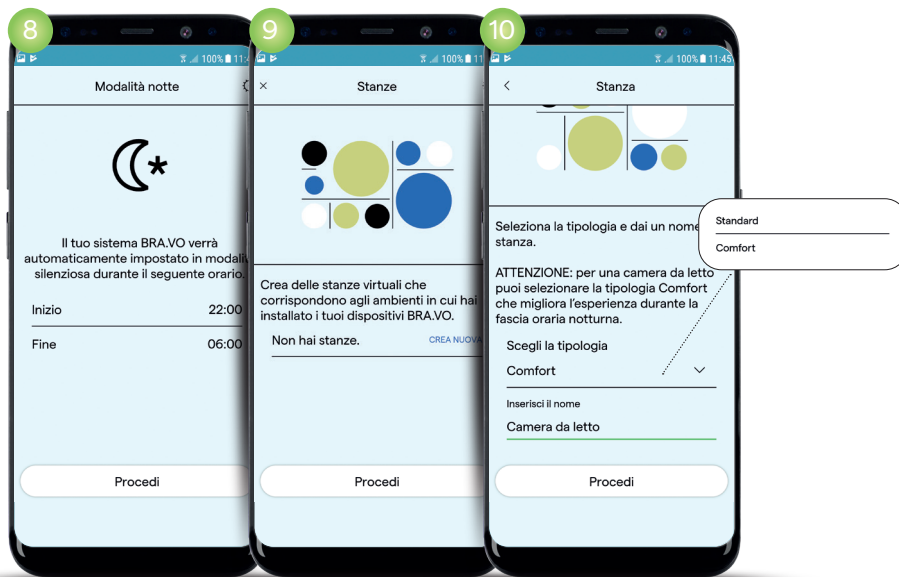 8
11:4
100%
Modalità notte
Il tuo sistema BRA.VO verrà
automaticamente impostato in
silenziosa durante il seguente orario.
Inizio 22:00
Fine 06:00
Procedi
9
100% 11
Stanze
Crea delle stanze virtuali che
corrispondono agli ambienti in cui hai
installato i tuoi dispositivi BRA.VO.
Non hai stanze. CREA NUOVA
Procedi
10
100% 11:45
Stanza
Seleziona la tipologia e dai un nome
stanza.
ATTENZIONE: per una camera da letto
puoi selezionare la tipologia Comfort
che migliora l'esperienza durante la
fascia oraria notturna.
Scegli la tipologia
Comfort
Inserisci il nome
Camera da letto
Procedi
Standard
Comfort